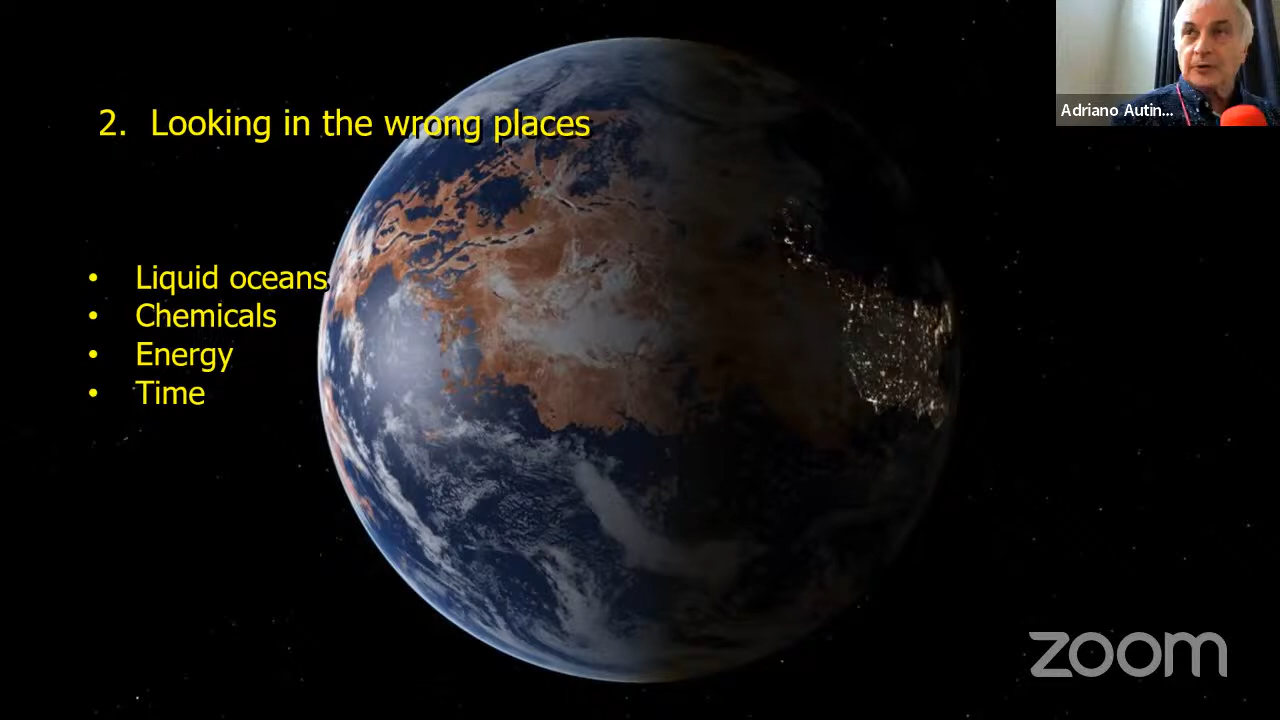 2. Looking in the wrong places
• Liquid oceans
• Chemicals
• Energy
• Time
Adriano Autin...
zoom